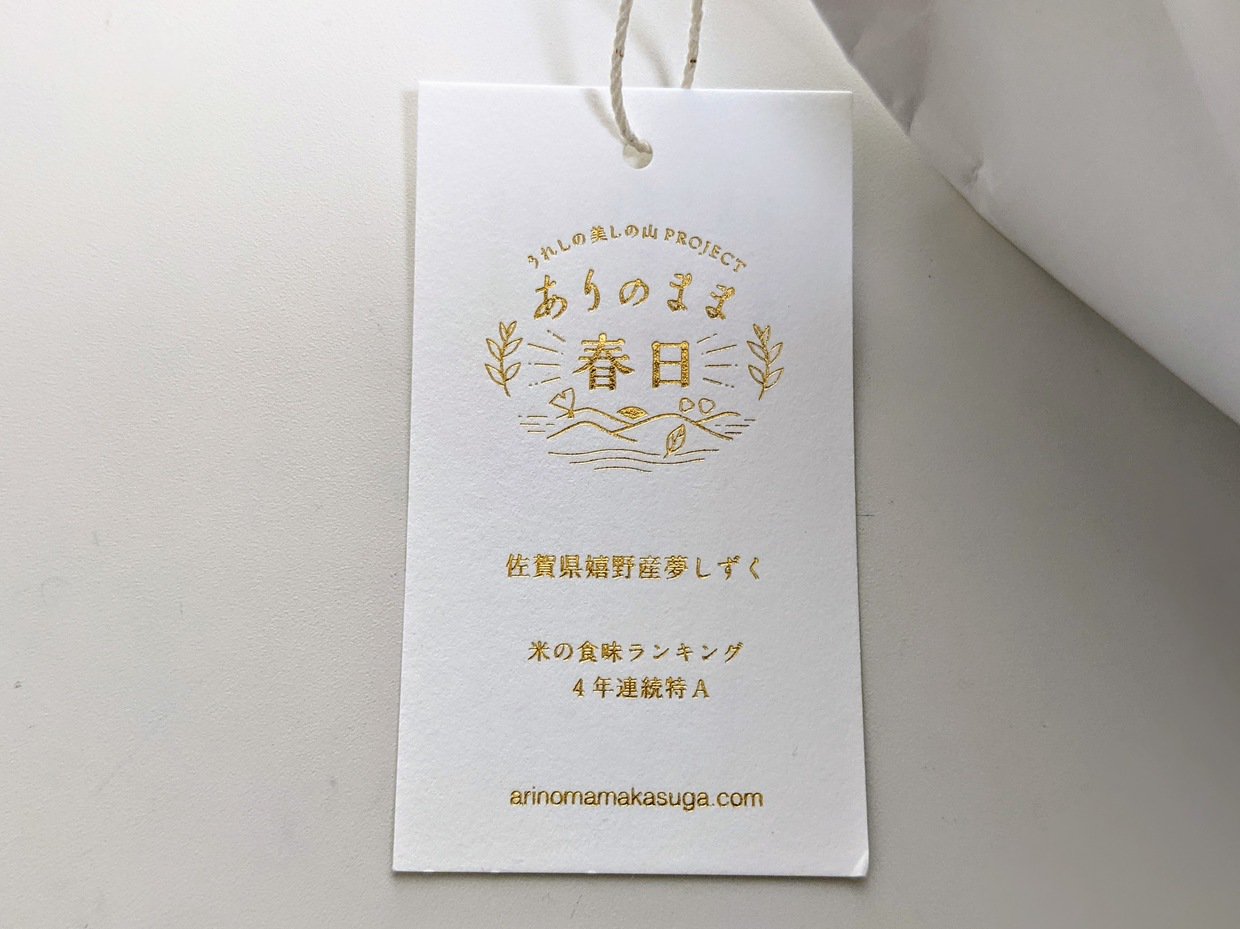 うれしの美しの山 PROJECT
ありのまま
春日
佐賀県嬉野産夢しずく
米の食味ランキング
4年連続特A
arinomamakasuga.com